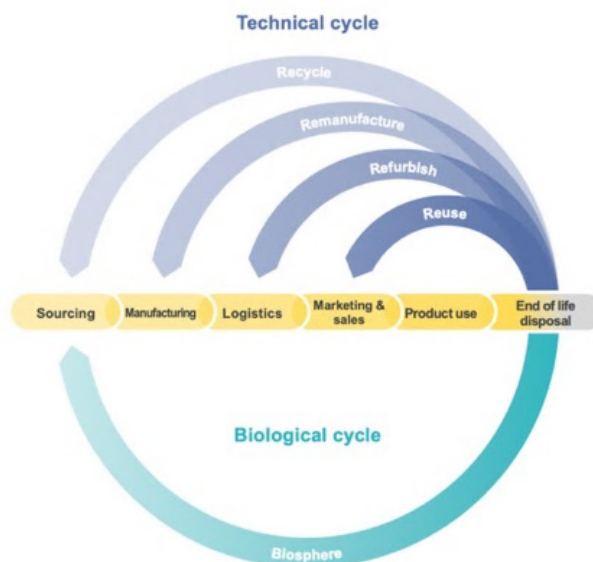 Technical cycle
Recycle
Remanufacture
Refurbish
Reuse
Sourcing
Manufacturing
Logistics
Marketing &
sales
Product use
End of life
disposal
Biological cycle
Biosphere